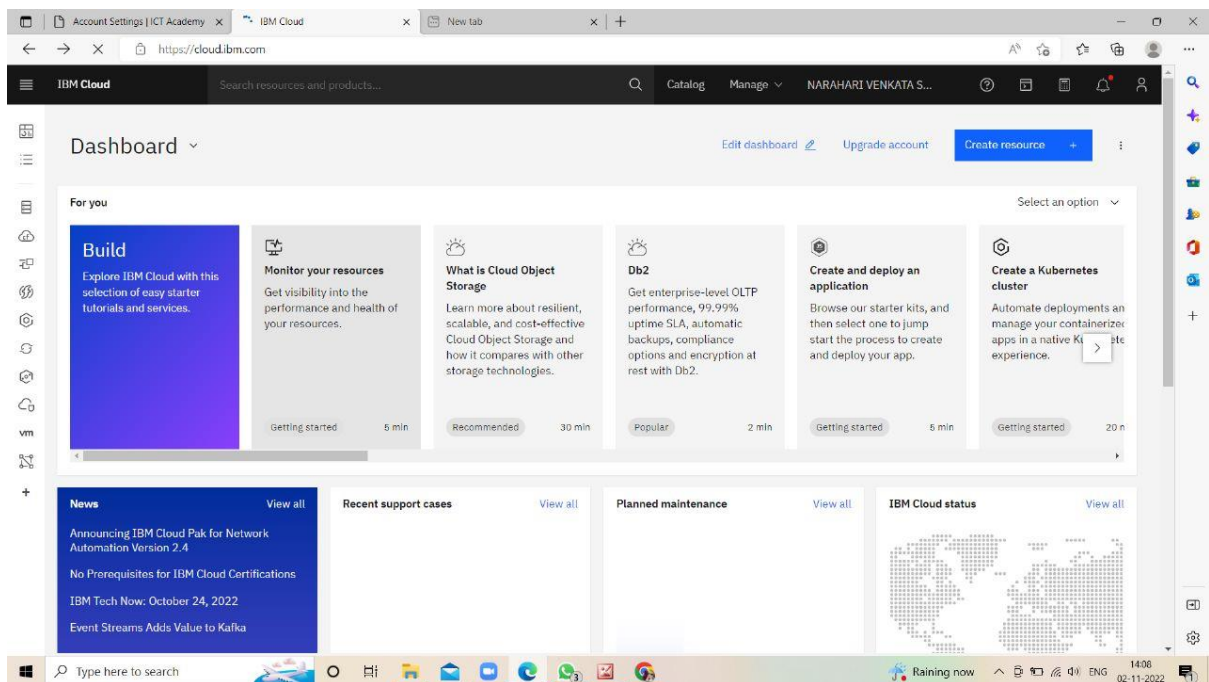 Account Settings | ICT Academy
IBM Cloud
New tab
https://cloud.ibm.com
IBM Cloud
Search resources and products...
Catalog
Manage
NARAHARI VENKATA S...
Dashboard
Edit dashboard
Upgrade account
Create resource +
For you
Select an option
Build
Explore IBM Cloud with this
selection of easy starter
tutorials and services.
Monitor your resources
Get visibility into the
performance and health of
your resources.
Getting started 5 min
What is Cloud Object
Storage
Learn more about resilient,
scalable, and cost-effective
Cloud Object Storage and
how it compares with other
storage technologies.
Recommended 30 min
Db2
Get enterprise-level OLTP
performance, 99.99%
uptime SLA, automatic
backups, compliance
options and encryption at
rest with Db2.
Popular 2 min
Create and deploy an
application
Browse our starter kits, and
then select one to jump
start the process to create
and deploy your app.
Getting started 5 min
Create a Kubernetes
cluster
Automate deployments an
manage your containerized
apps in a native
experience.
Getting started 20
vm
News View all
Announcing IBM Cloud Pak for Network
Automation Version 2.4
No Prerequisites for IBM Cloud Certifications
IBM Tech Now: October 24, 2022
Event Streams Adds Value to Kafka
Recent support cases View all
Planned maintenance View all
IBM Cloud status View all
Type here to search
Raining now
ENG
14:08
02-11-2022